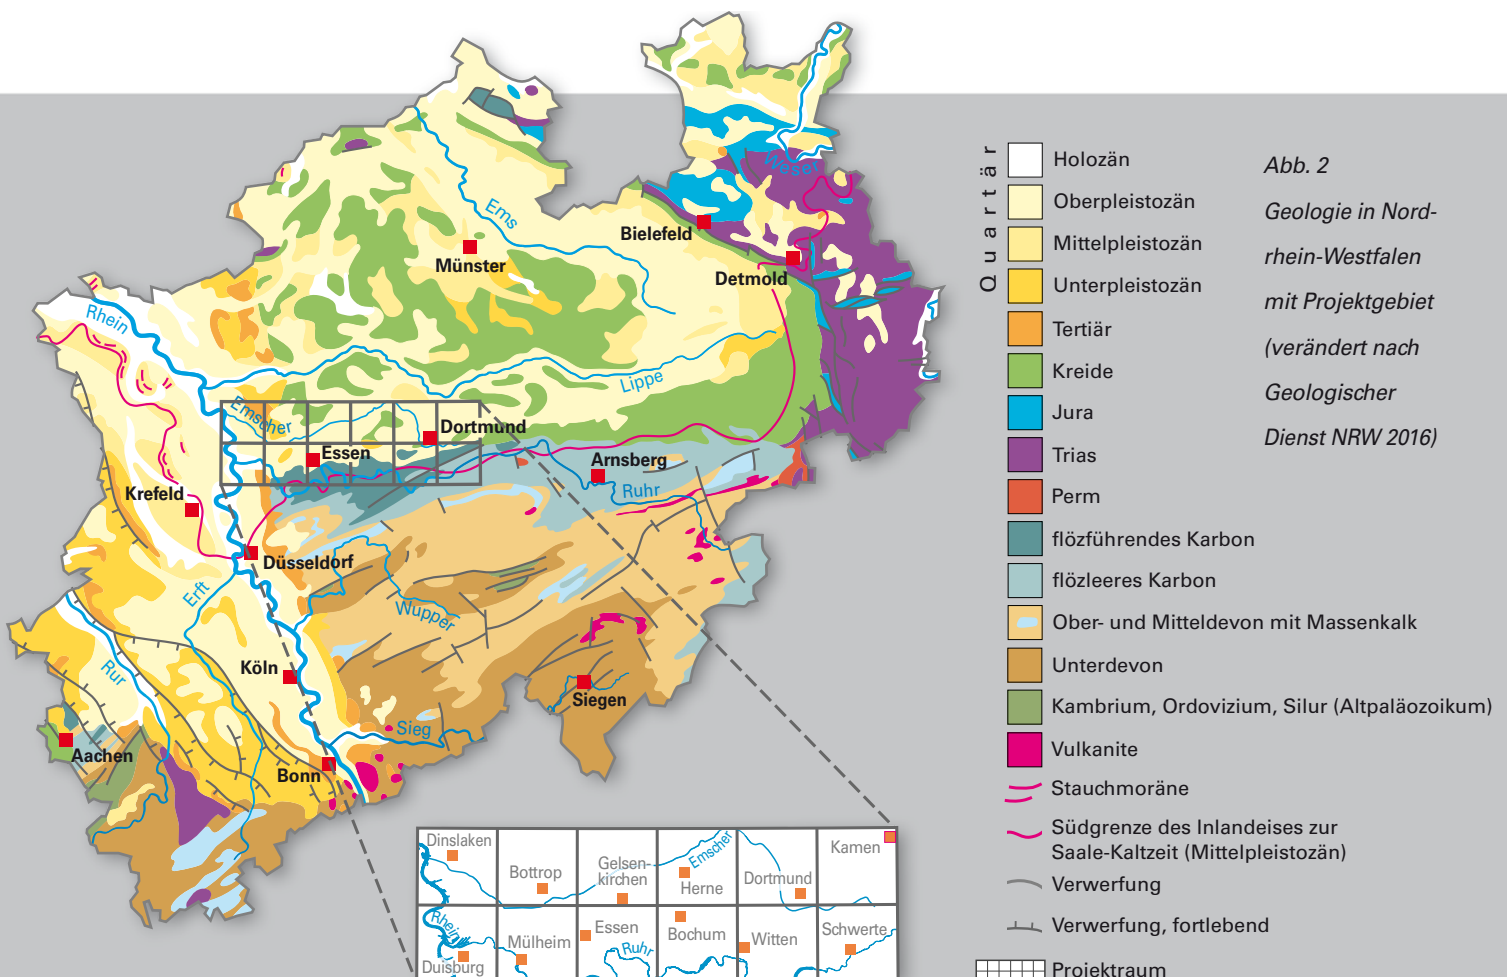 Weser
Ems
Bielefeld
Münster
Detmold
Rhein
Lippe
Emscher
Dortmund
Essen
Arnsberg
Krefeld
Ruhr
Düsseldorf
Erft
Wupper
Köln
Rur
Siegen
Sieg
Aachen
Bonn
Dinslaken
Bottrop
Gelsen-
kirchen
Emscher
Herne
Dortmund
Kamen
Rhein
Duisburg
Mülheim
Essen
Ruhr
Bochum
Witten
Schwerte
Quartär
Holozän
Oberpleistozän
Mittelpleistozän
Unterpleistozän
Tertiär
Kreide
Jura
Trias
Perm
flözführendes Karbon
flözleeres Karbon
Ober- und Mitteldevon mit Massenkalk
Unterdevon
Kambrium, Ordovizium, Silur (Altpaläozoikum)
Vulkanite
Stauchmoräne
Südgrenze des Inlandeises zur
Saale-Kaltzeit (Mittelpleistozän)
Verwerfung
Verwerfung, fortlebend
Projektraum
Abb. 2
Geologie in Nord-
rhein-Westfalen
mit Projektgebiet
(verändert nach
Geologischer
Dienst NRW 2016)